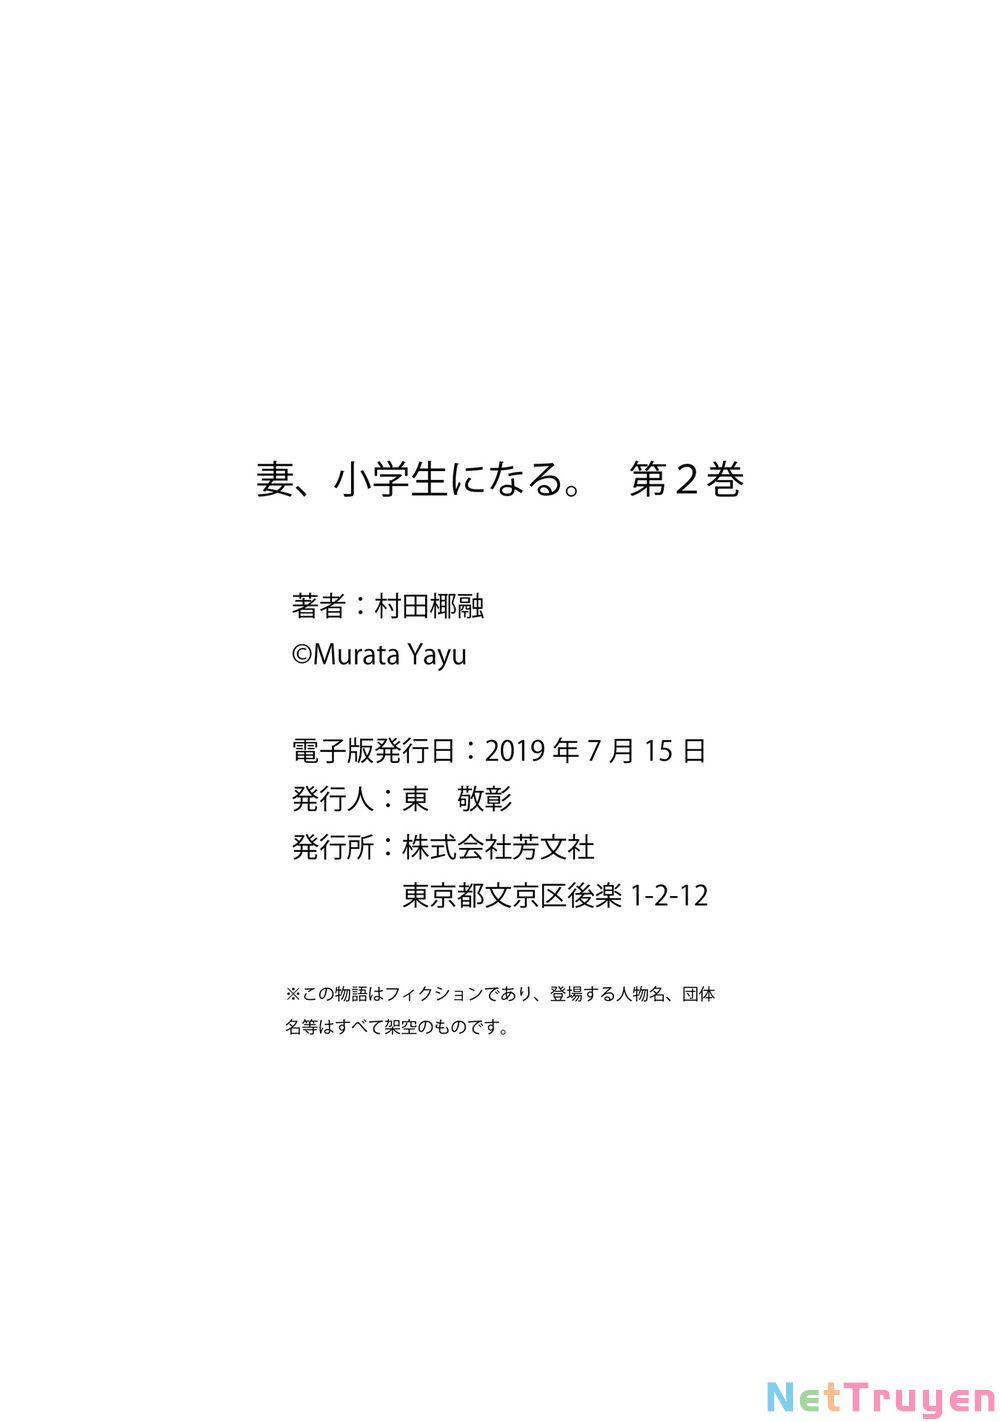 妻、小学生になる。　第２巻
著者：村田椰融
©Murata Yayu
電子版発行日：2019 年 7 月 15 日
発行人：東　敬彰
発行所：株式会社芳文社
東京都文京区後楽 1-2-12
※この物語はフィクションであり、登場する人物名、団体
名等はすべて架空のものです。
NetTruyen